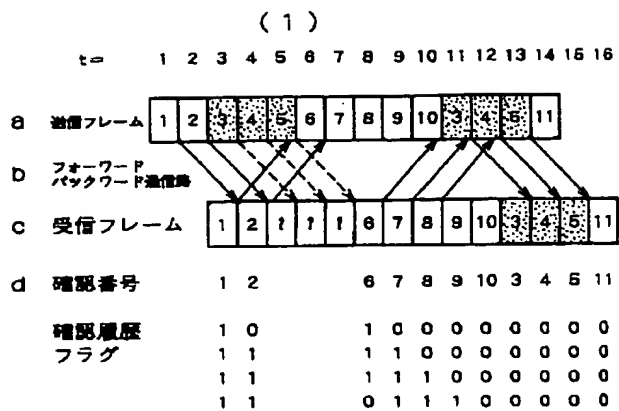 (1)
t= 1 2 3 4 5 6 7 8 9 10 11 12 13 14 15 16
a 送信フレーム 1 2 3 4 5 6 7 8 9 10 3 4 5 11
b フォーワード
バックワード通信路
c 受信フレーム 1 2 ! ! ! 6 7 8 9 10 3 4 5 11
d 確認番号 1 2 6 7 8 9 10 3 4 5 11
確認履歴 1 0 1 0 0 0 0 0 0 0 0
フラグ 1 1 1 1 0 0 0 0 0 0 0
1 1 1 1 1 0 0 0 0 0 0
1 1 0 1 1 1 0 0 0 0 0